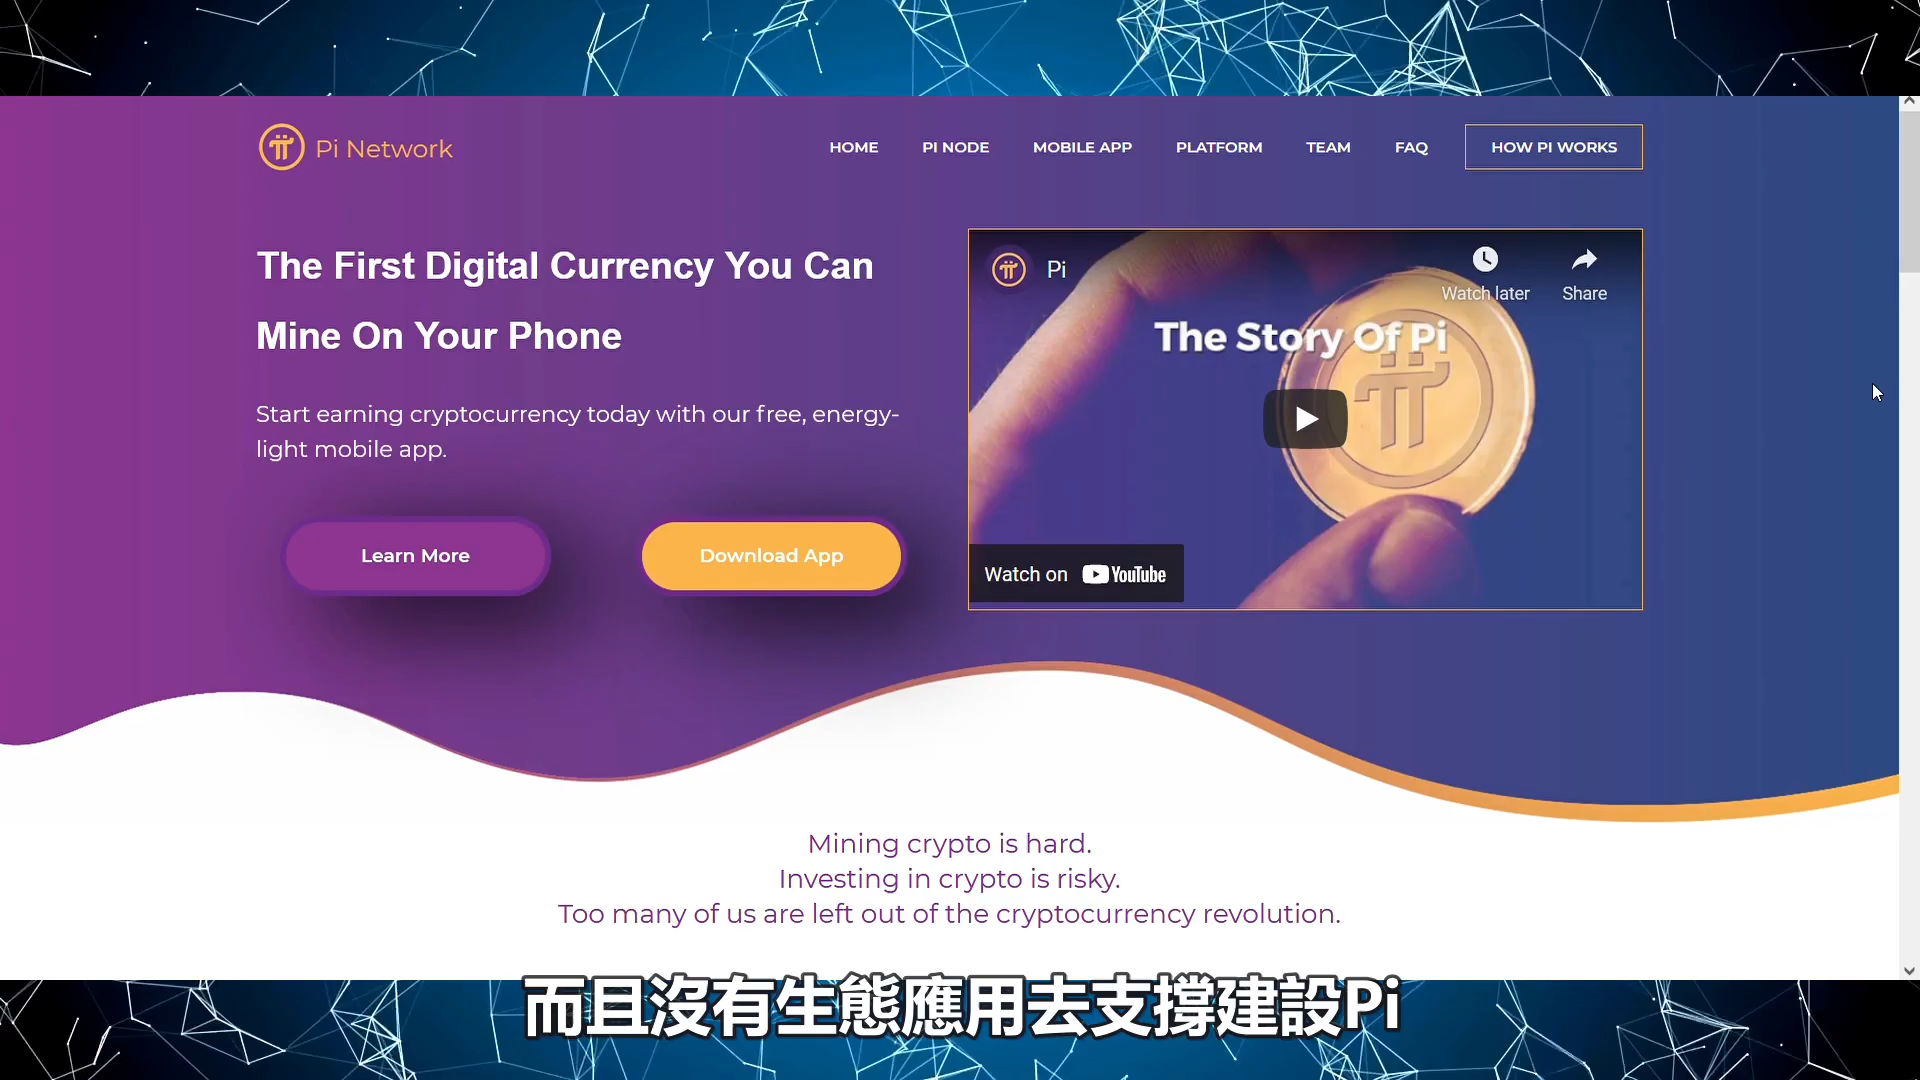 Pi Network
HOME
PI NODE
MOBILE APP
PLATFORM
TEAM
FAQ
HOW PI WORKS
The First Digital Currency You Can
Mine On Your Phone
Start earning cryptocurrency today with our free, energy-
light mobile app.
Learn More
Download App
Pi
Watch later
Share
The Story Of Pi
Watch on YouTube
Mining crypto is hard.
Investing in crypto is risky.
Too many of us are left out of the cryptocurrency revolution.
而且沒有生態應用去支撐建設Pi